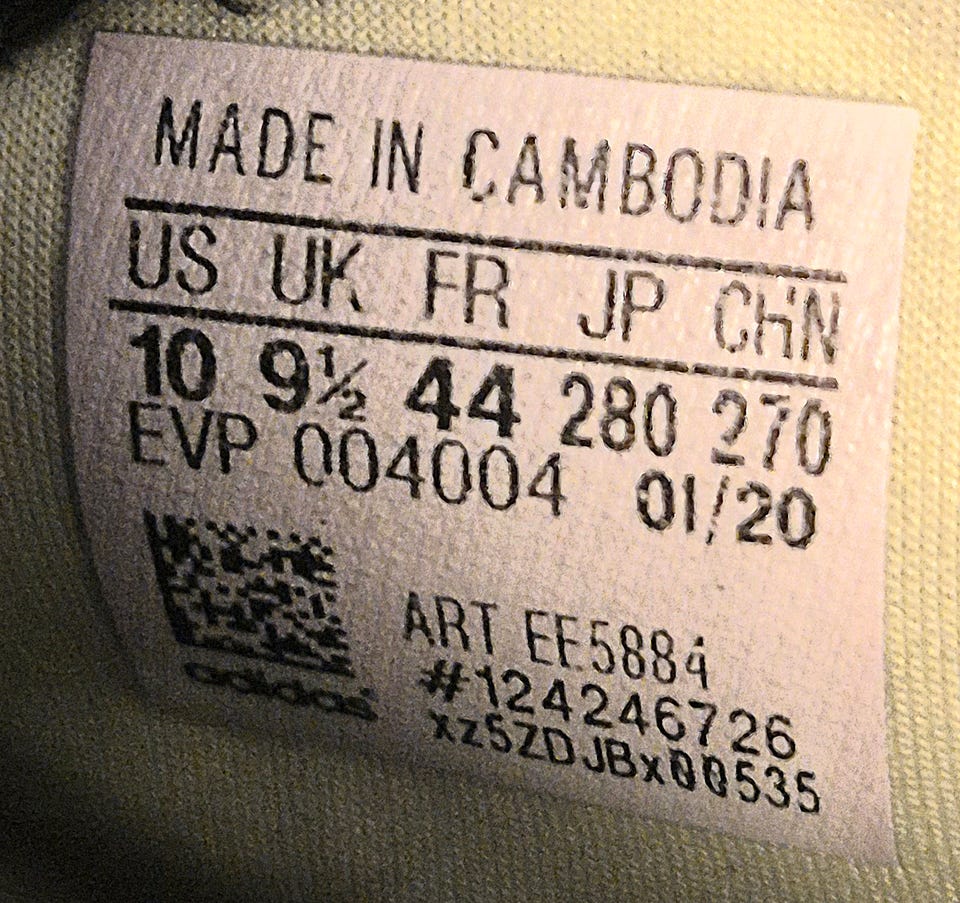 MADE IN CAMBODIA
US UK FR JP CHN
10 9½ 44 280 270
EVP 004004 01/20
ART EE5884
#124246726
xz5ZDJBx00535
adidas